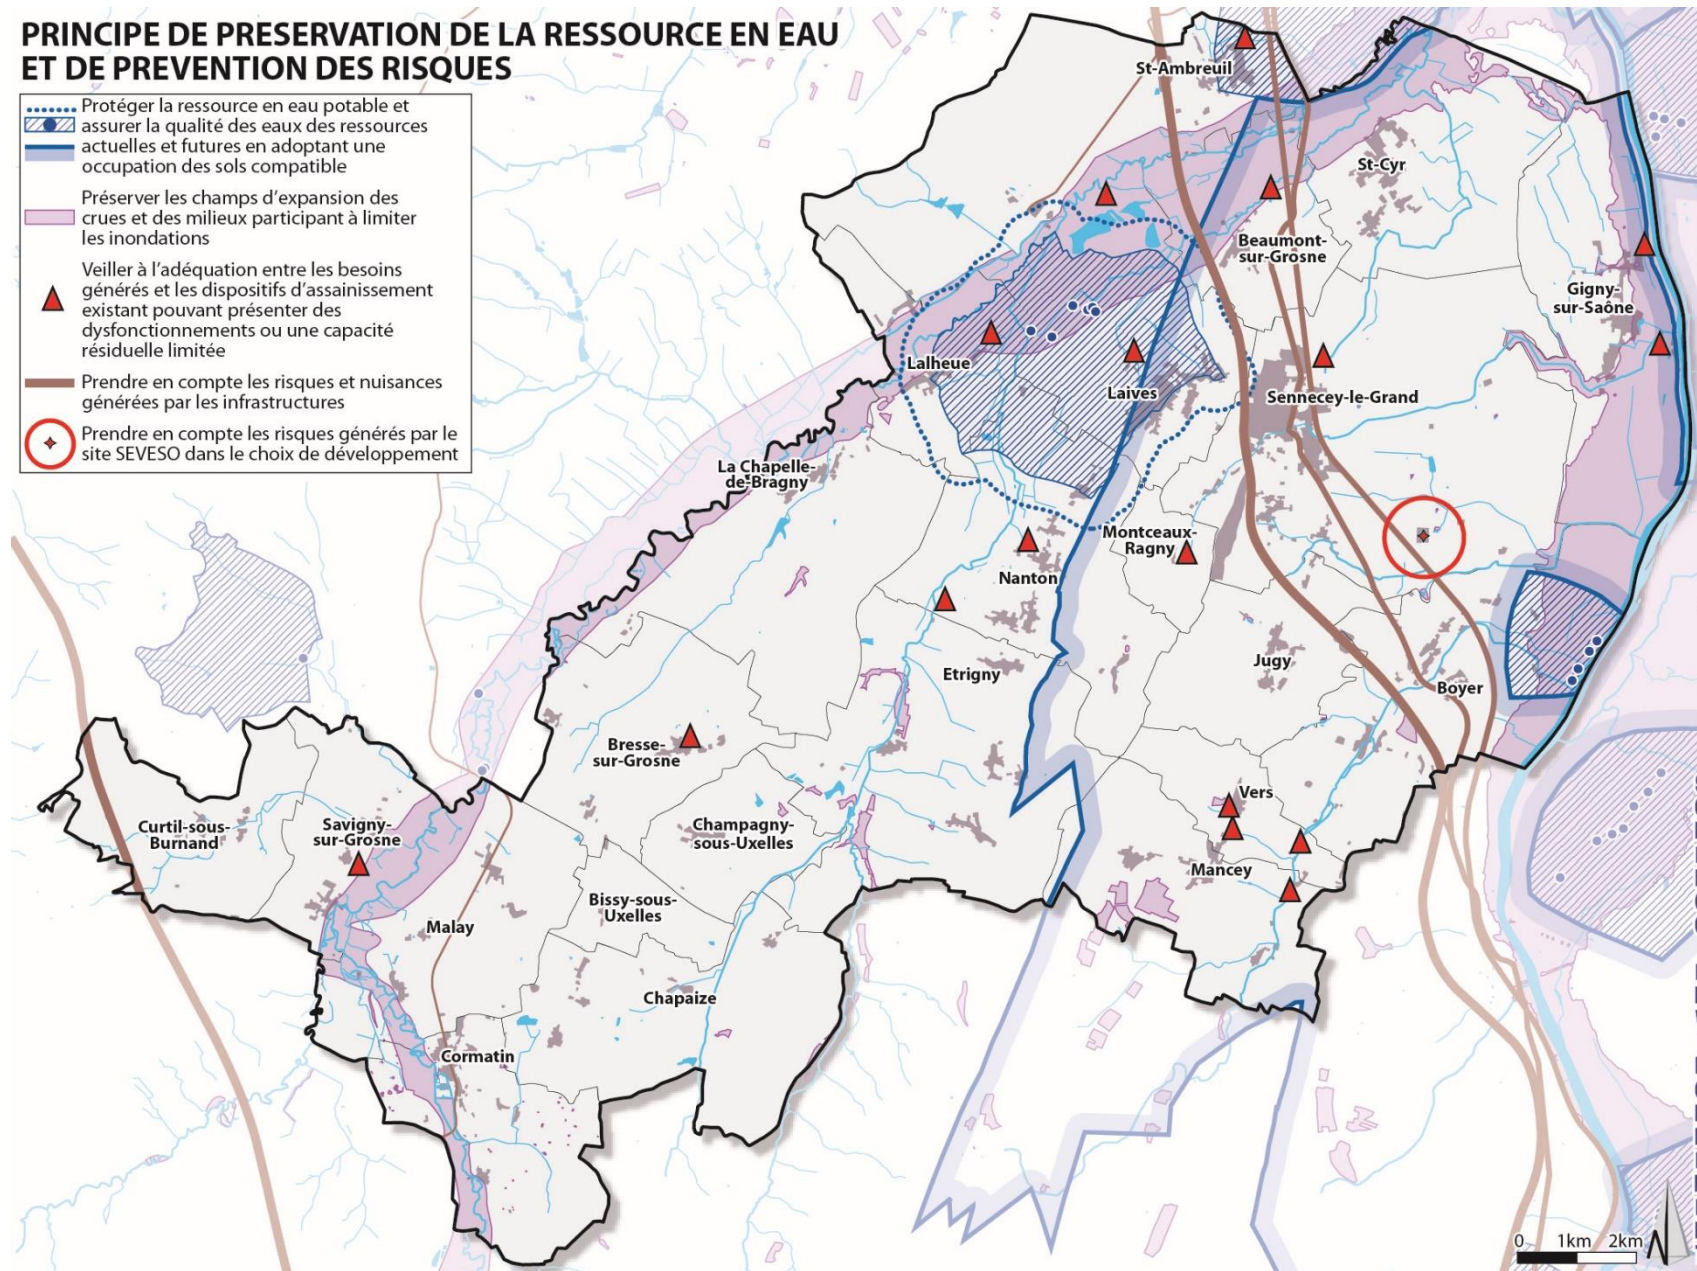 PRINCIPE DE PRESERVATION DE LA RESSOURCE EN EAU
ET DE PREVENTION DES RISQUES
Protéger la ressource en eau potable et
assurer la qualité des eaux des ressources
actuelles et futures en adoptant une
occupation des sols compatible
Préserver les champs d'expansion des
crues et des milieux participant à limiter
les inondations
Veiller à l'adéquation entre les besoins
générés et les dispositifs d'assainissement
existant pouvant présenter des
dysfonctionnements ou une capacité
résiduelle limitée
Prendre en compte les risques et nuisances
générées par les infrastructures
Prendre en compte les risques générés par le
site SEVESO dans le choix de développement
St-Ambreuil
St-Cyr
Beaumont-
sur-Grosne
Gigny-
sur-Saône
Lalheue
Laives
Sennecey-le-Grand
La Chapelle-
de-Bragny
Montceaux-
Ragny
Nanton
Etrigny
Jugy
Boyer
Bresse-
sur-Grosne
Vers
Curtil-sous-
Burnand
Savigny-
sur-Grosne
Champagny-
sous-Uxelles
Mancey
Bissy-sous-
Uxelles
Malay
Chapaize
Cormatin
0 1km 2km
N